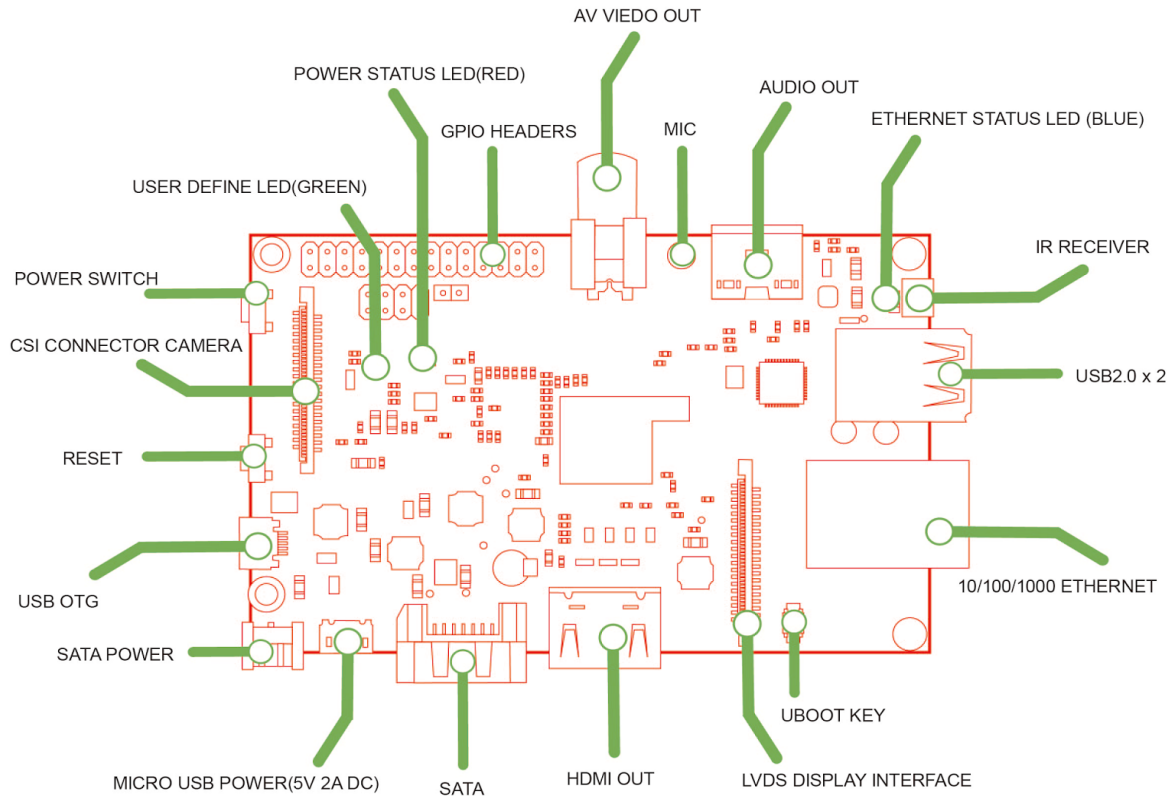 AV VIEDO OUT
POWER STATUS LED(RED)
AUDIO OUT
ETHERNET STATUS LED (BLUE)
GPIO HEADERS
MIC
USER DEFINE LED(GREEN)
IR RECEIVER
POWER SWITCH
CSI CONNECTOR CAMERA
USB2.0 x 2
RESET
10/100/1000 ETHERNET
USB OTG
SATA POWER
UBOOT KEY
HDMI OUT
LVDS DISPLAY INTERFACE
MICRO USB POWER(5V 2A DC)
SATA